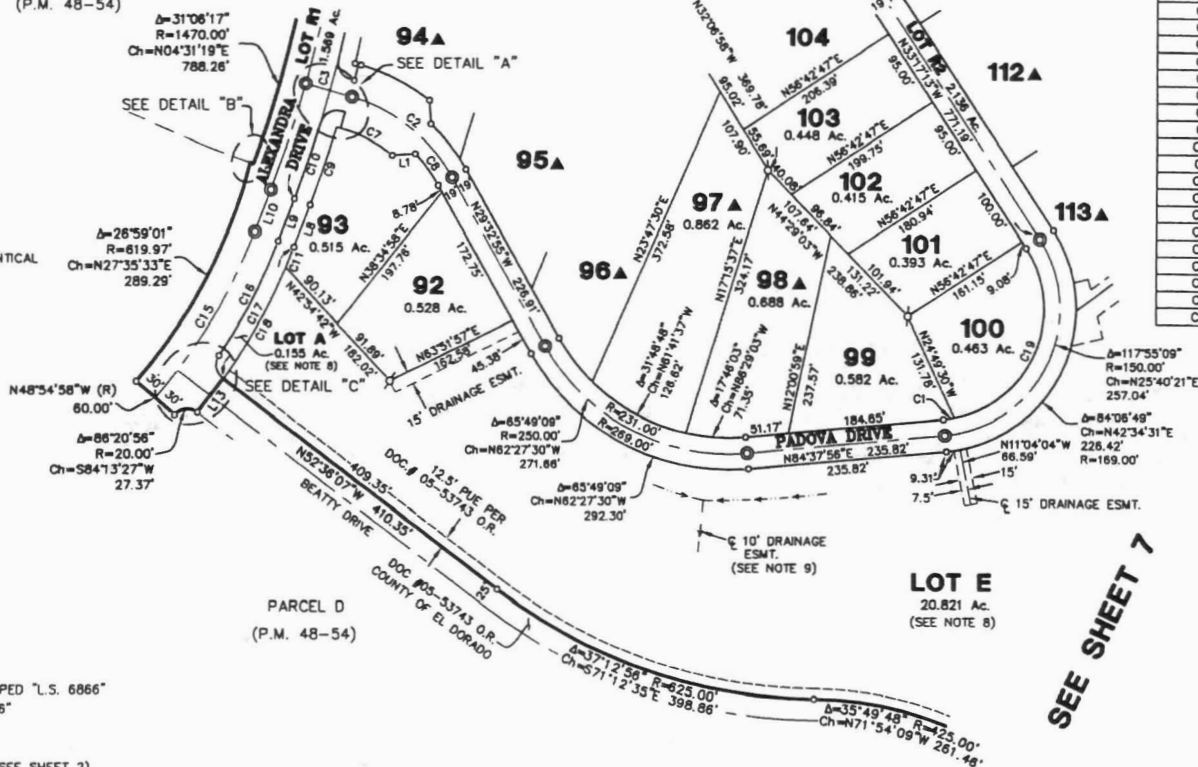 (P.M. 48-54)
Δ=31°06'17"
R=1470.00'
Ch=N04°31'19"E
788.26'
SEE DETAIL "B"
LOT R1
1.569 Ac.
C3
ALEXANDRA
DRIVE
94▲
SEE DETAIL "A"
C2
C7
L1
C8
C10
C9
L10
L9
L8
C11
8.78'
19'
19'
95▲
93
0.515 Ac.
N38°34'58"E
197.76'
172.75'
N29°32'55"W
226.91'
92
0.528 Ac.
90.13'
N42°54'42"W
182.02'
91.89'
N63°51'57"E
162.58'
45.38'
15' DRAINAGE ESMT.
Δ=26°59'01"
R=619.97'
Ch=N27°35'33"E
289.29'
NTICAL
C15
C16
C17
C18
LOT A
0.155 Ac.
(SEE NOTE 8)
SEE DETAIL "C"
N48°54'58"W (R)
60.00'
30'
30'
L13
Δ=86°20'56"
R=20.00'
Ch=S84°13'27"W
27.37'
N32°06'58"W 369.78'
95.02'
107.90'
104
N56°42'47"E
206.39'
103
0.448 Ac.
55.69'
40.08'
N56°42'47"E
199.75'
102
0.415 Ac.
96.84'
107.64'
N44°29'03"W
238.86'
131.22'
101.94'
N56°42'47"E
180.94'
101
0.393 Ac.
N56°42'47"E
161.15'
9.08'
100
0.463 Ac.
19.
LOT R2
2.136 Ac.
N33°17'13"W
771.19'
95.00'
95.00'
100.00'
112▲
113▲
96▲
N23°47'30"E
372.58'
97▲
0.862 Ac.
N17°15'37"E
324.17'
98▲
0.688 Ac.
N12°00'59"E
237.57'
99
0.582 Ac.
N24°49'30"W
131.78'
C1
C19
Δ=31°48'48"
Ch=N61°41'37"W
126.62'
Δ=17°46'03"
Ch=N86°29'03"W
71.35'
Δ=65°49'09"
R=250.00'
Ch=N62°27'30"W
271.66'
R=231.00'
R=269.00'
Δ=65°49'09"
Ch=N62°27'30"W
292.30'
51.17'
184.65'
PADOVA DRIVE
N84°37'56"E 235.82'
235.82'
Δ=117°55'09"
R=150.00'
Ch=N25°40'21"E
257.04'
Δ=84°06'49"
Ch=N42°34'31"E
226.42'
R=169.00'
N11°04'04"W
66.59'
15'
9.31'
7.5'
℄ 15' DRAINAGE ESMT.
℄ 10' DRAINAGE
ESMT.
(SEE NOTE 9)
409.35'
N52°36'07"W 410.35'
BEATTY DRIVE
12.5' PUE PER
DOC.# 05-53743 O.R.
DOC #05-53743 O.R.
COUNTY OF EL DORADO
25'
PARCEL D
(P.M. 48-54)
LOT E
20.821 Ac.
(SEE NOTE 8)
SEE SHEET 7
Δ=37°12'56" R=625.00'
Ch=S71°12'35"E 398.86'
Δ=35°49'48" R=425.00'
Ch=N71°54'09"W 261.46'
PED "L.S. 6866"
6"
SEE SHEET 2)